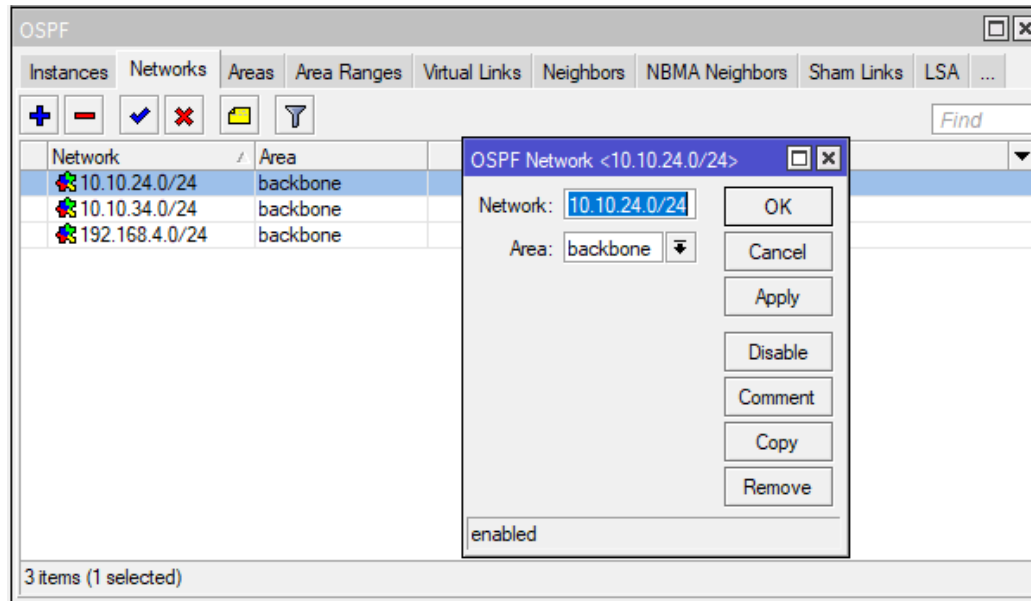 OSPF
Instances Networks Areas Area Ranges Virtual Links Neighbors NBMA Neighbors Sham Links LSA ...
Find
Network Area
10.10.24.0/24 backbone
10.10.34.0/24 backbone
192.168.4.0/24 backbone
OSPF Network <10.10.24.0/24>
Network: 10.10.24.0/24 OK
Area: backbone Cancel
Apply
Disable
Comment
Copy
Remove
enabled
3 items (1 selected)